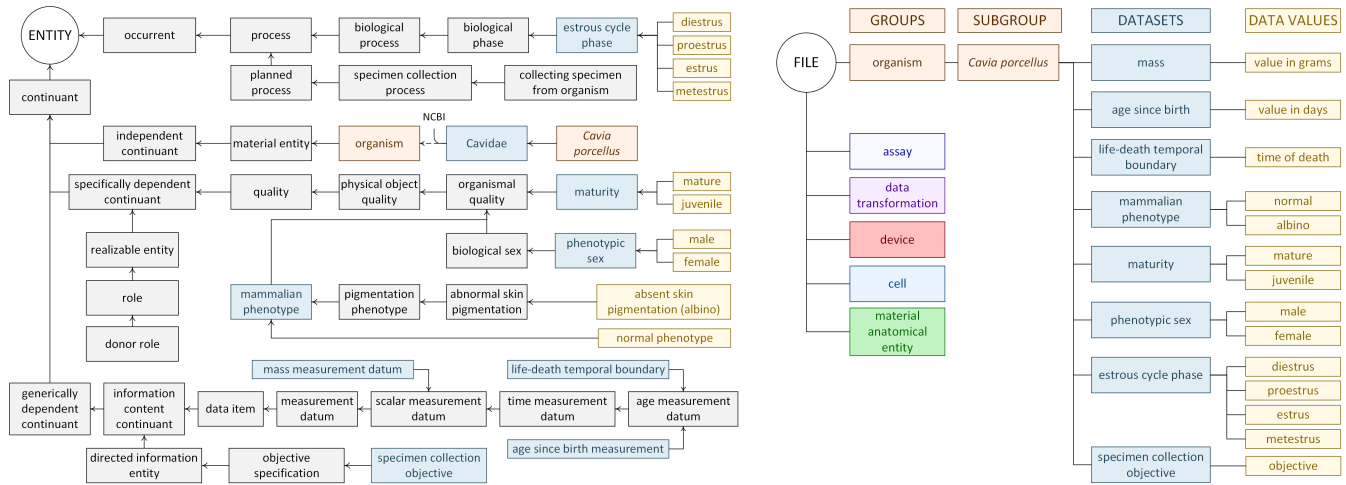 ENTITY
occurrent
process
biological
process
biological
phase
estrous cycle
phase
diestrus
proestrus
estrus
metestrus
planned
process
specimen collection
process
collecting specimen
from organism
continuant
independent
continuant
material entity
organism
NCBI
Cavidae
Cavia
porcellus
specifically dependent
continuant
quality
physical object
quality
organismal
quality
maturity
mature
juvenile
realizable entity
biological sex
phenotypic
sex
male
female
role
mammalian
phenotype
pigmentation
phenotype
abnormal skin
pigmentation
absent skin
pigmentation (albino)
donor role
normal phenotype
mass measurement datum
life-death temporal boundary
generically
dependent
continuant
information
content
continuant
data item
measurement
datum
scalar measurement
datum
time measurement
datum
age measurement
datum
age since birth measurement
directed information
entity
objective
specification
specimen collection
objective
GROUPS
SUBGROUP
DATASETS
DATA VALUES
FILE
organism
Cavia porcellus
mass
value in grams
age since birth
value in days
assay
life-death temporal
boundary
time of death
data
transformation
mammalian
phenotype
normal
albino
device
maturity
mature
juvenile
cell
phenotypic sex
male
female
material
anatomical
entity
estrous cycle phase
diestrus
proestrus
estrus
metestrus
specimen collection
objective
objective